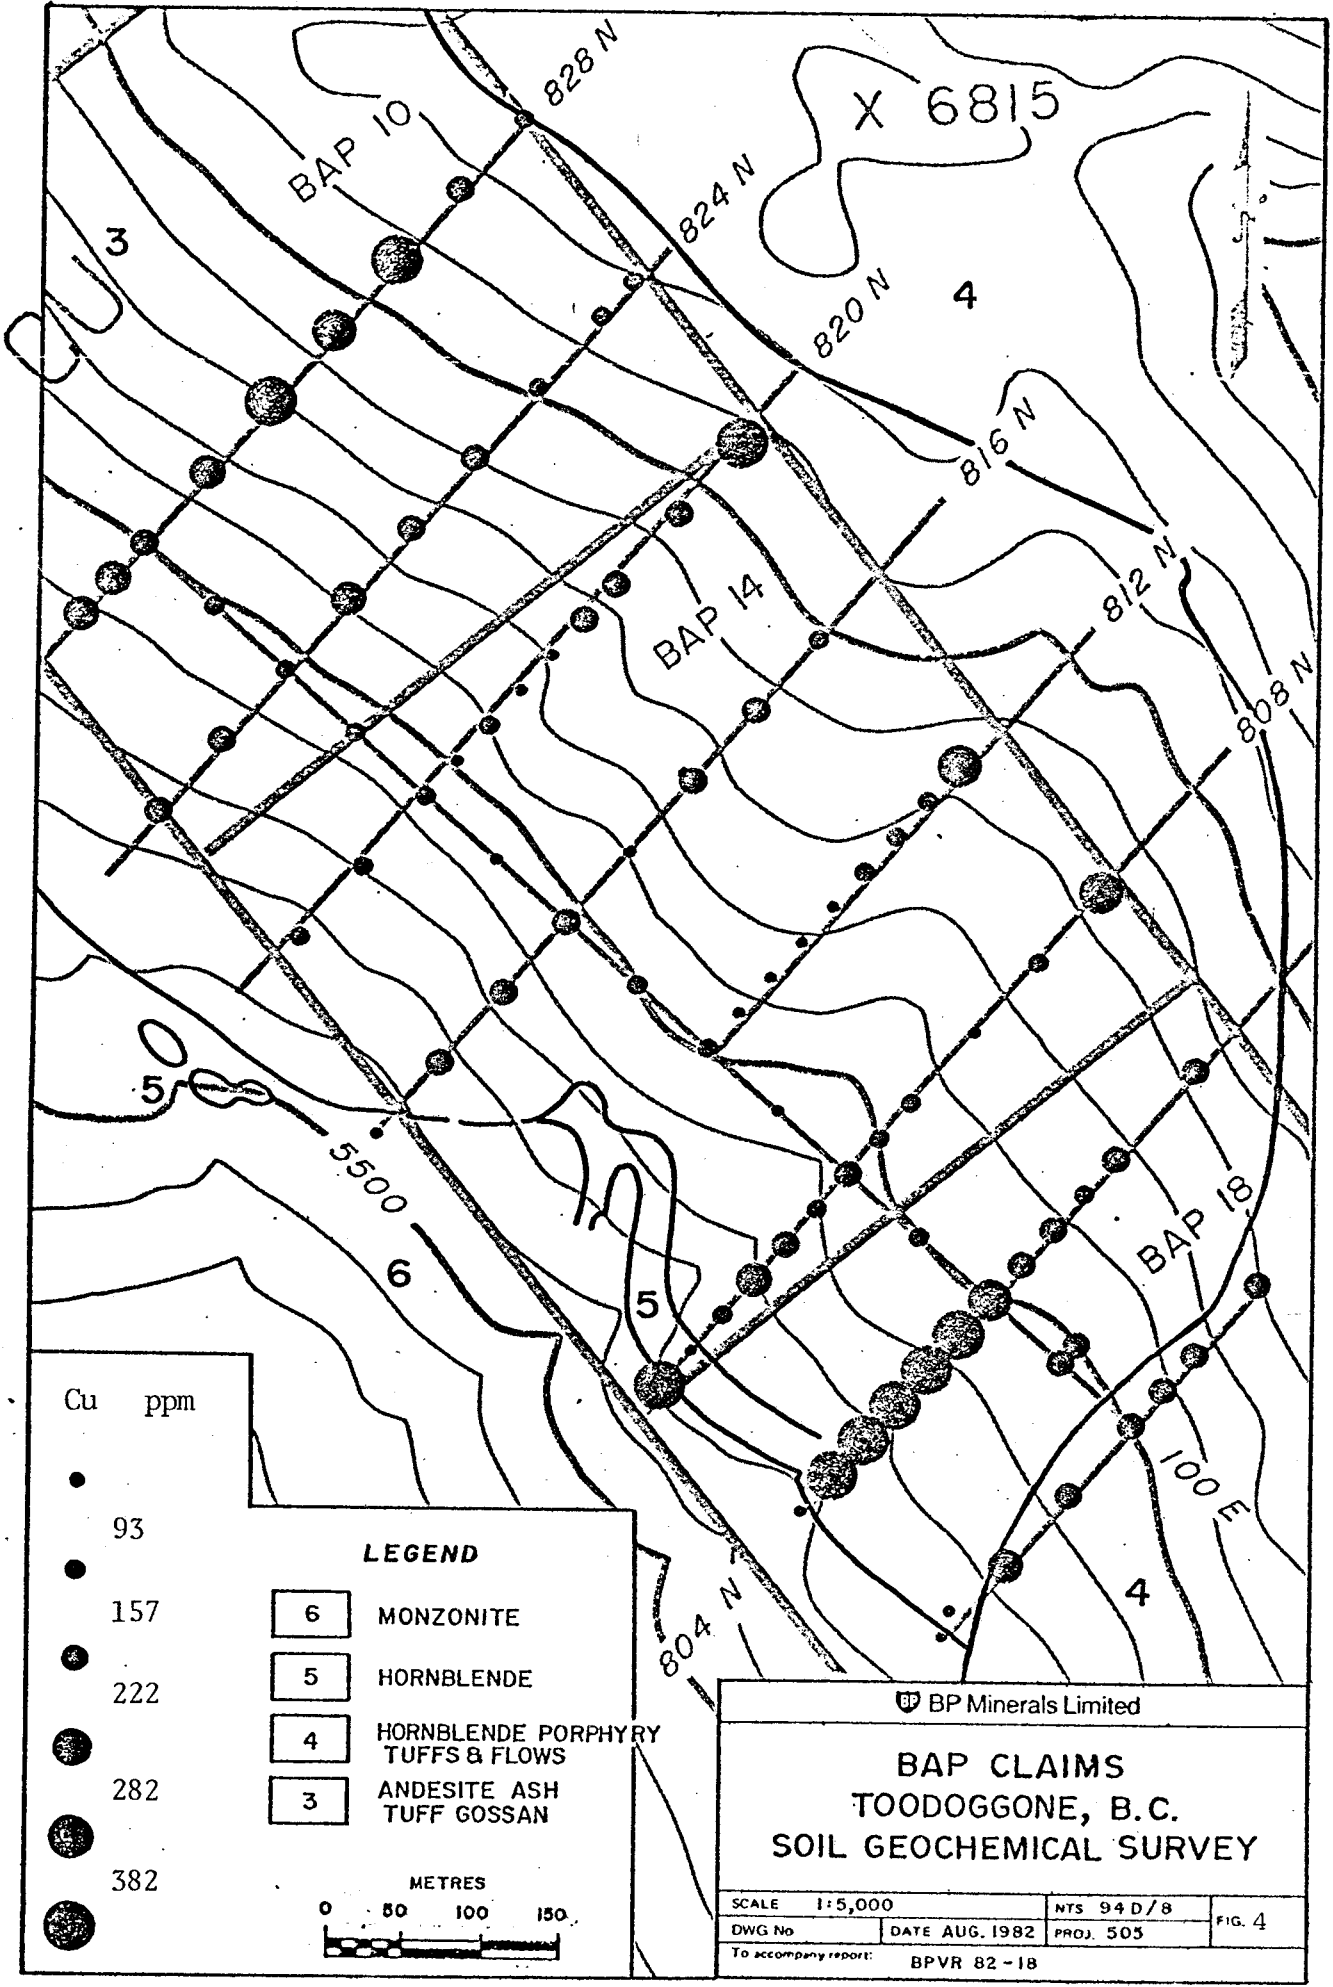 828 N
X 6815
BAP 10
824 N
3
820 N
4
816 N
812 N
BAP 14
808 N
5
5500
BAP 18
6
5
100 E
4
804 N
Cu ppm
93
157
222
282
382
LEGEND
6 MONZONITE
5 HORNBLENDE
4 HORNBLENDE PORPHYRY
TUFFS & FLOWS
3 ANDESITE ASH
TUFF GOSSAN
METRES
0 50 100 150
BP BP Minerals Limited
BAP CLAIMS
TOODOGGONE, B.C.
SOIL GEOCHEMICAL SURVEY
SCALE 1:5,000
NTS 94 D/8
FIG. 4
DWG No
DATE AUG. 1982
PROJ. 505
To accompany report: BPVR 82-18